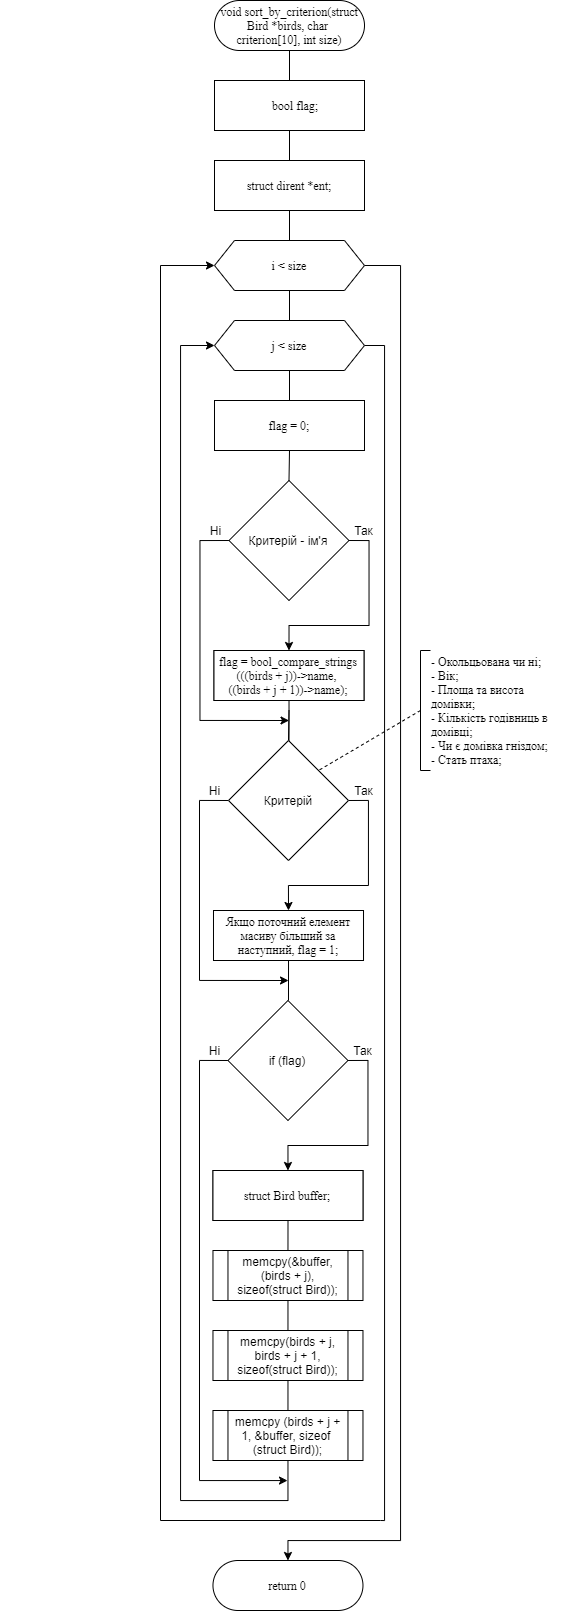 void sort_by_criterion(struct
Bird *birds, char
criterion[10], int size)
bool flag;
struct dirent *ent;
i < size
j < size
flag = 0;
Ні
Так
Критерій - ім'я
flag = bool_compare_strings
(((birds + j))->name,
((birds + j + 1))->name);
- Окольцьована чи ні;
- Вік;
- Площа та висота
домівки;
- Кількість годівниць в
домівці;
- Чи є домівка гніздом;
- Стать птаха;
Ні
Так
Критерій
Якщо поточний елемент
масиву більший за
наступний, flag = 1;
Ні
Так
if (flag)
struct Bird buffer;
memcpy(&buffer,
(birds + j),
sizeof(struct Bird));
memcpy(birds + j,
birds + j + 1,
sizeof(struct Bird));
memcpy (birds + j +
1, &buffer, sizeof
(struct Bird));
return 0